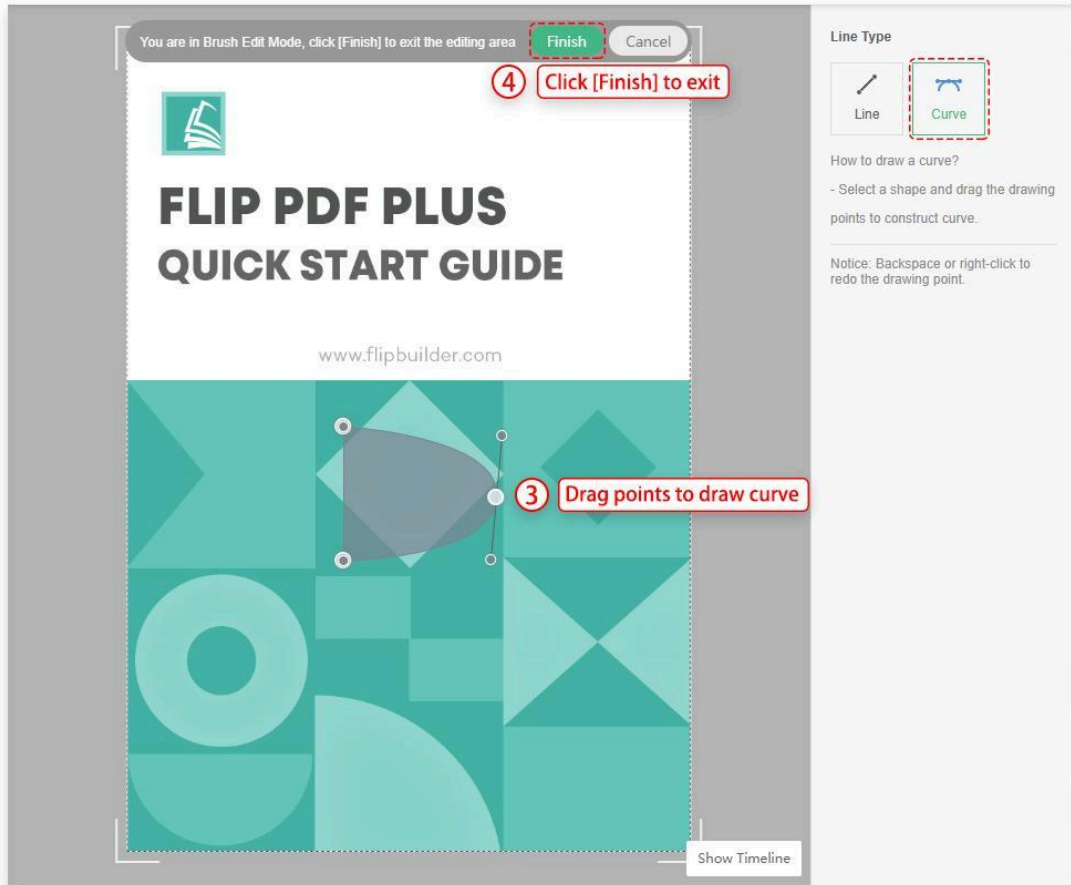 You are in Brush Edit Mode, click [Finish] to exit the editing area
Finish
Cancel
④ Click [Finish] to exit
FLIP PDF PLUS
QUICK START GUIDE
www.flipbuilder.com
③ Drag points to draw curve
Show Timeline
Line Type
Line
Curve
How to draw a curve?
- Select a shape and drag the drawing
points to construct curve.
Notice: Backspace or right-click to
redo the drawing point.